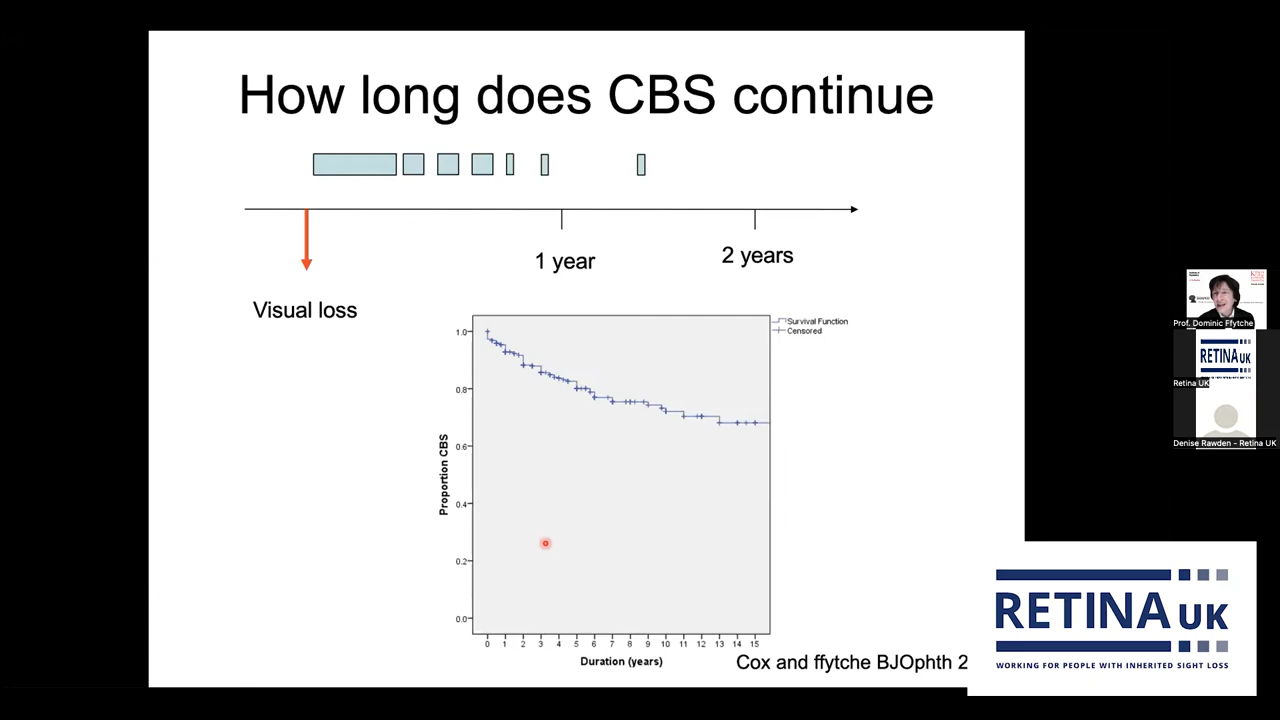 How long does CBS continue
1 year
2 years
Visual loss
Survival Function
Censored
1.0
0.8
0.6
0.4
0.2
0.0
Proportion CBS
0 1 2 3 4 5 6 7 8 9 10 11 12 13 14 15
Duration (years)
Cox and ffytche BJOphth 2
Prof. Dominic Ffytche
RETINA UK
Retina UK
Denise Rawden - Retina UK
RETINA UK
WORKING FOR PEOPLE WITH INHERITED SIGHT LOSS